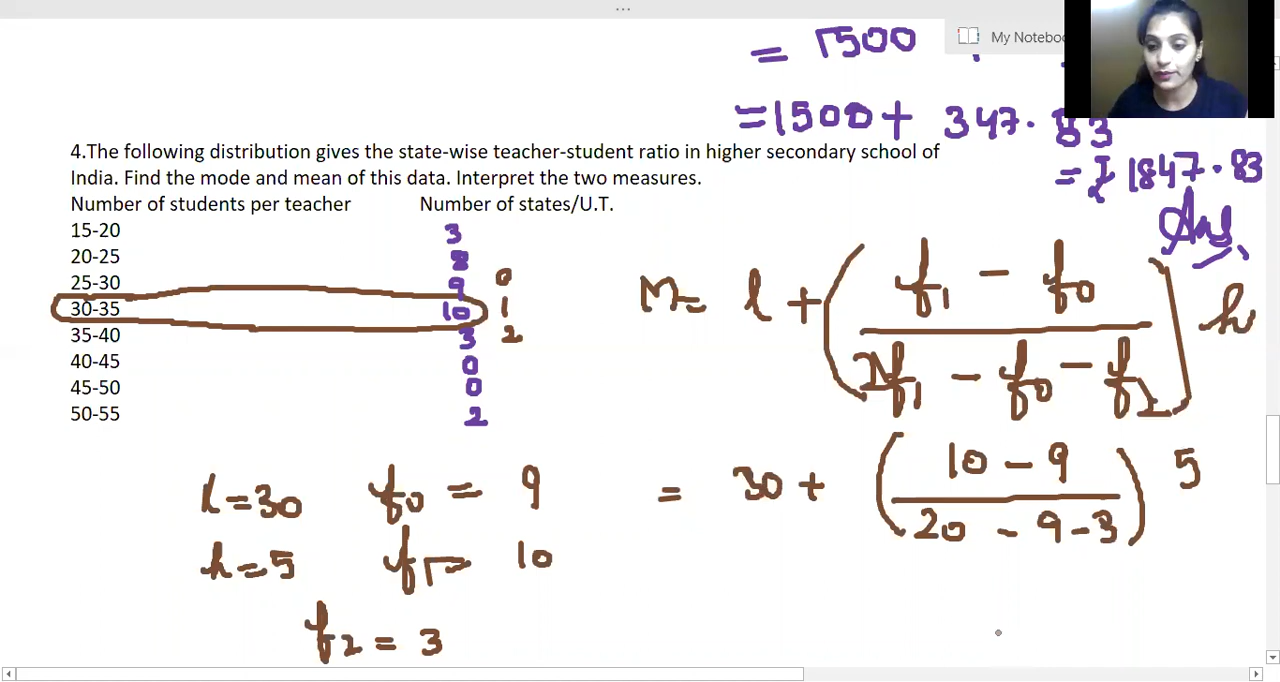 = 1500
My Notebo
=1500+ 347.83
4.The following distribution gives the state-wise teacher-student ratio in higher secondary school of
India. Find the mode and mean of this data. Interpret the two measures.
= ₹ 1847.83
Ans
Number of students per teacher Number of states/U.T.
15-20 3
20-25 8
25-30 9 0
30-35 10 1
35-40 3 2
40-45 0
45-50 0
50-55 2
M= l + (f1 - f0 / 2f1 - f0 - f2) h
l=30 f0 = 9
h=5 f1= 10
f2 = 3
= 30 + (10 - 9 / 20 - 9 - 3) 5